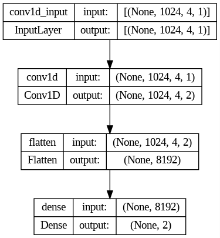 conv1d_input input: [(None, 1024, 4, 1)]
InputLayer output: [(None, 1024, 4, 1)]
conv1d input: (None, 1024, 4, 1)
Conv1D output: (None, 1024, 4, 2)
flatten input: (None, 1024, 4, 2)
Flatten output: (None, 8192)
dense input: (None, 8192)
Dense output: (None, 2)